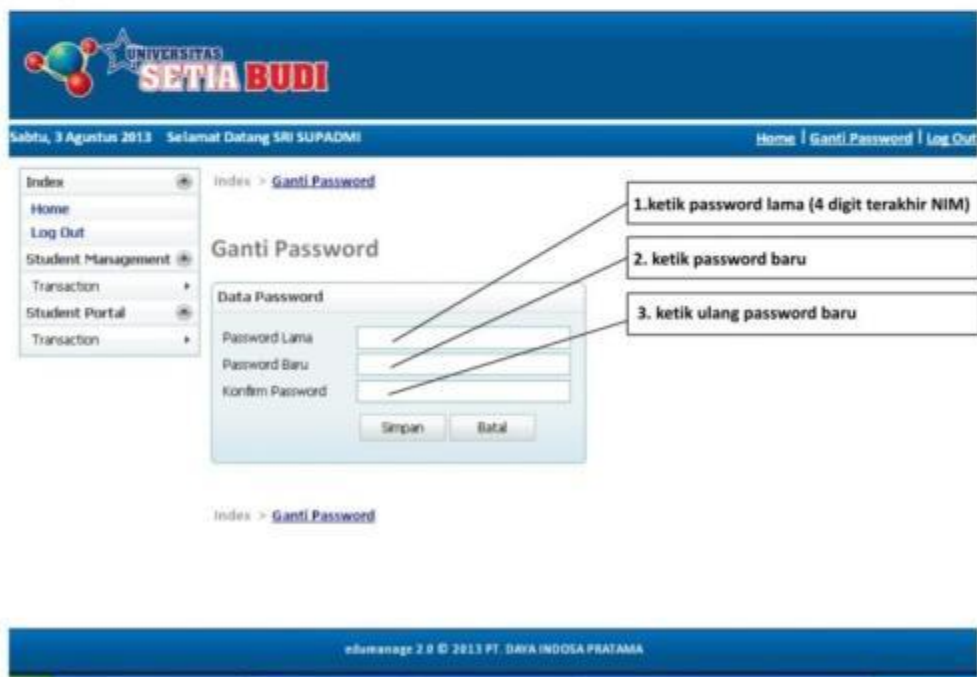 UNIVERSITAS
SETIA BUDI
Sabtu, 3 Agustus 2013 Selamat Datang SRI SUPADMI
Home | Ganti Password | Log Out
Index
Home
Log Out
Student Management
Transaction
Student Portal
Transaction
Index > Ganti Password
Ganti Password
Data Password
Password Lama
Password Baru
Konfirm Password
Simpan Batal
1.ketik password lama (4 digit terakhir NIM)
2. ketik password baru
3. ketik ulang password baru
Index > Ganti Password
edumanage 2.0 © 2013 PT. DAYA INDOSA PRATAMA